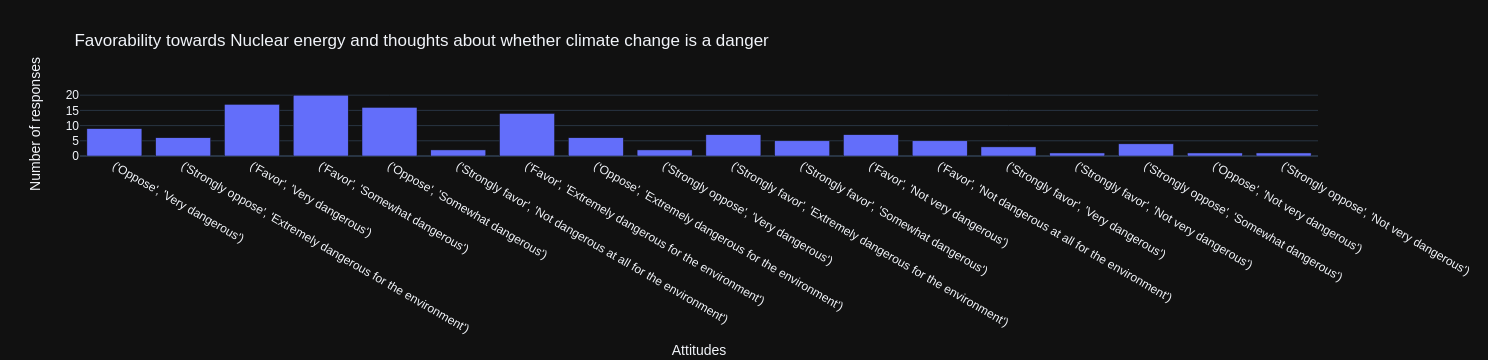 Favorability towards Nuclear energy and thoughts about whether climate change is a danger
Number of responses
20
15
10
5
0
('Oppose', 'Very dangerous')
('Strongly oppose', 'Extremely dangerous for the environment')
('Favor', 'Very dangerous')
('Favor', 'Somewhat dangerous')
('Oppose', 'Somewhat dangerous')
('Strongly favor', 'Not dangerous at all for the environment')
('Favor', 'Extremely dangerous for the environment')
('Oppose', 'Extremely dangerous for the environment')
('Strongly oppose', 'Very dangerous')
('Strongly favor', 'Extremely dangerous for the environment')
('Strongly favor', 'Somewhat dangerous')
('Favor', 'Not very dangerous')
('Favor', 'Not dangerous at all for the environment')
('Strongly favor', 'Very dangerous')
('Strongly favor', 'Not very dangerous')
('Strongly oppose', 'Somewhat dangerous')
('Oppose', 'Not very dangerous')
('Strongly oppose', 'Not very dangerous')
Attitudes